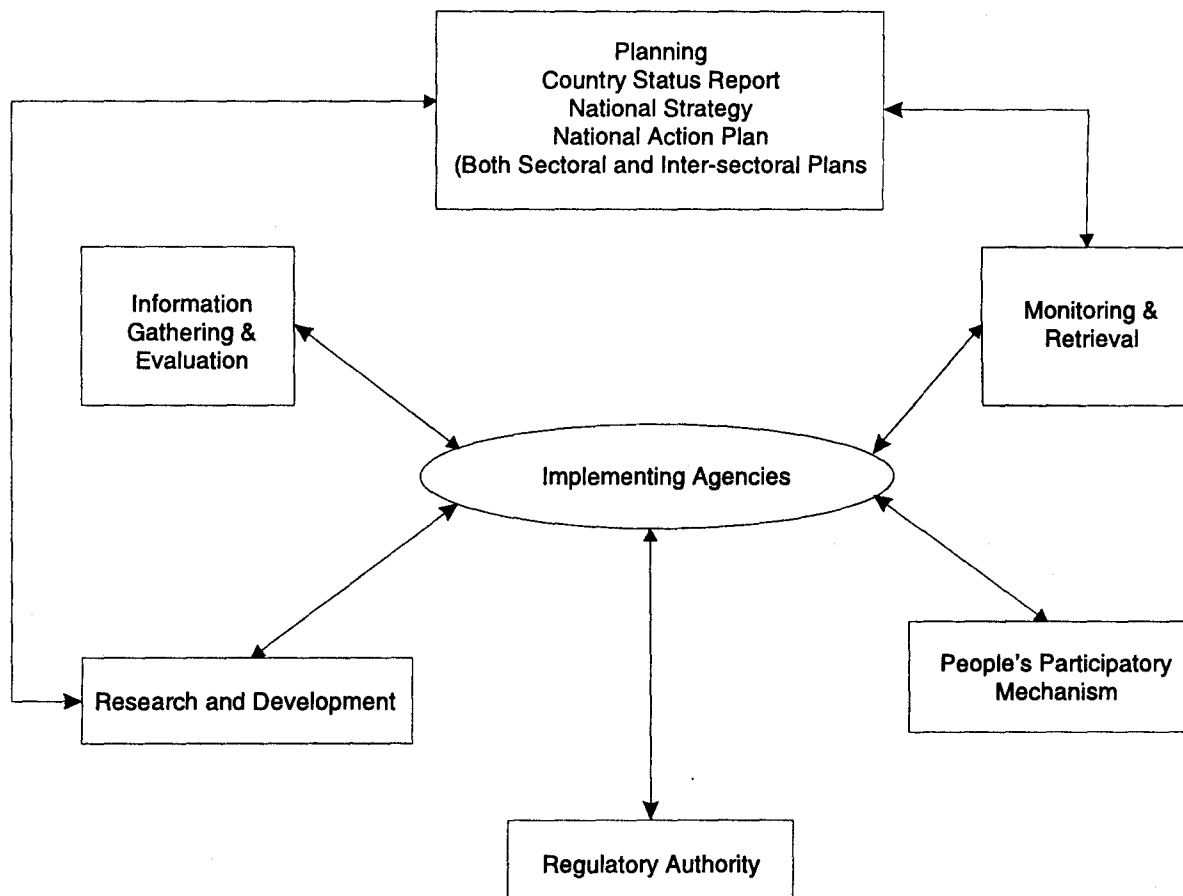 Planning
Country Status Report
National Strategy
National Action Plan
(Both Sectoral and Inter-sectoral Plans
Information
Gathering &
Evaluation
Monitoring &
Retrieval
Implementing Agencies
Research and Development
People's Participatory
Mechanism
Regulatory Authority